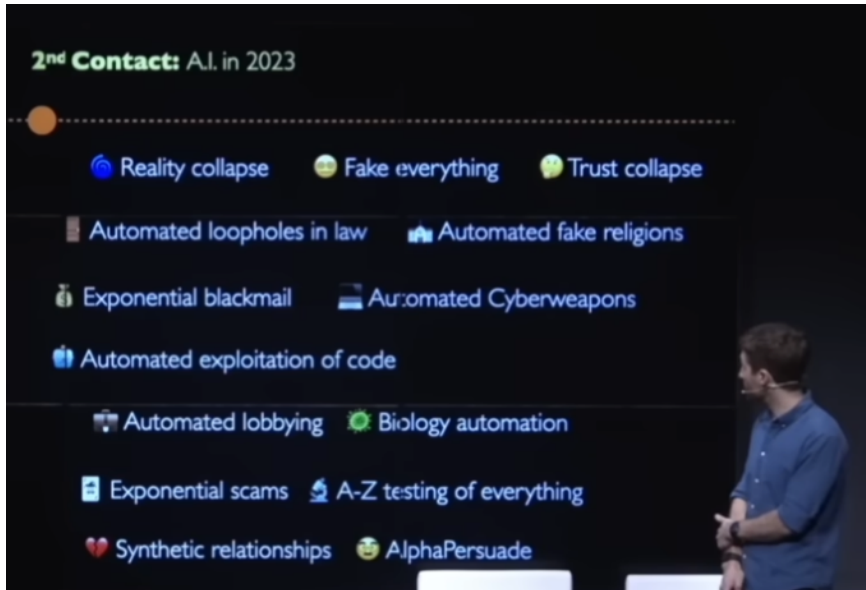 2nd Contact: A.I. in 2023
Reality collapse Fake everything Trust collapse
Automated loopholes in law Automated fake religions
Exponential blackmail Automated Cyberweapons
Automated exploitation of code
Automated lobbying Biology automation
Exponential scams A-Z testing of everything
Synthetic relationships AlphaPersuade